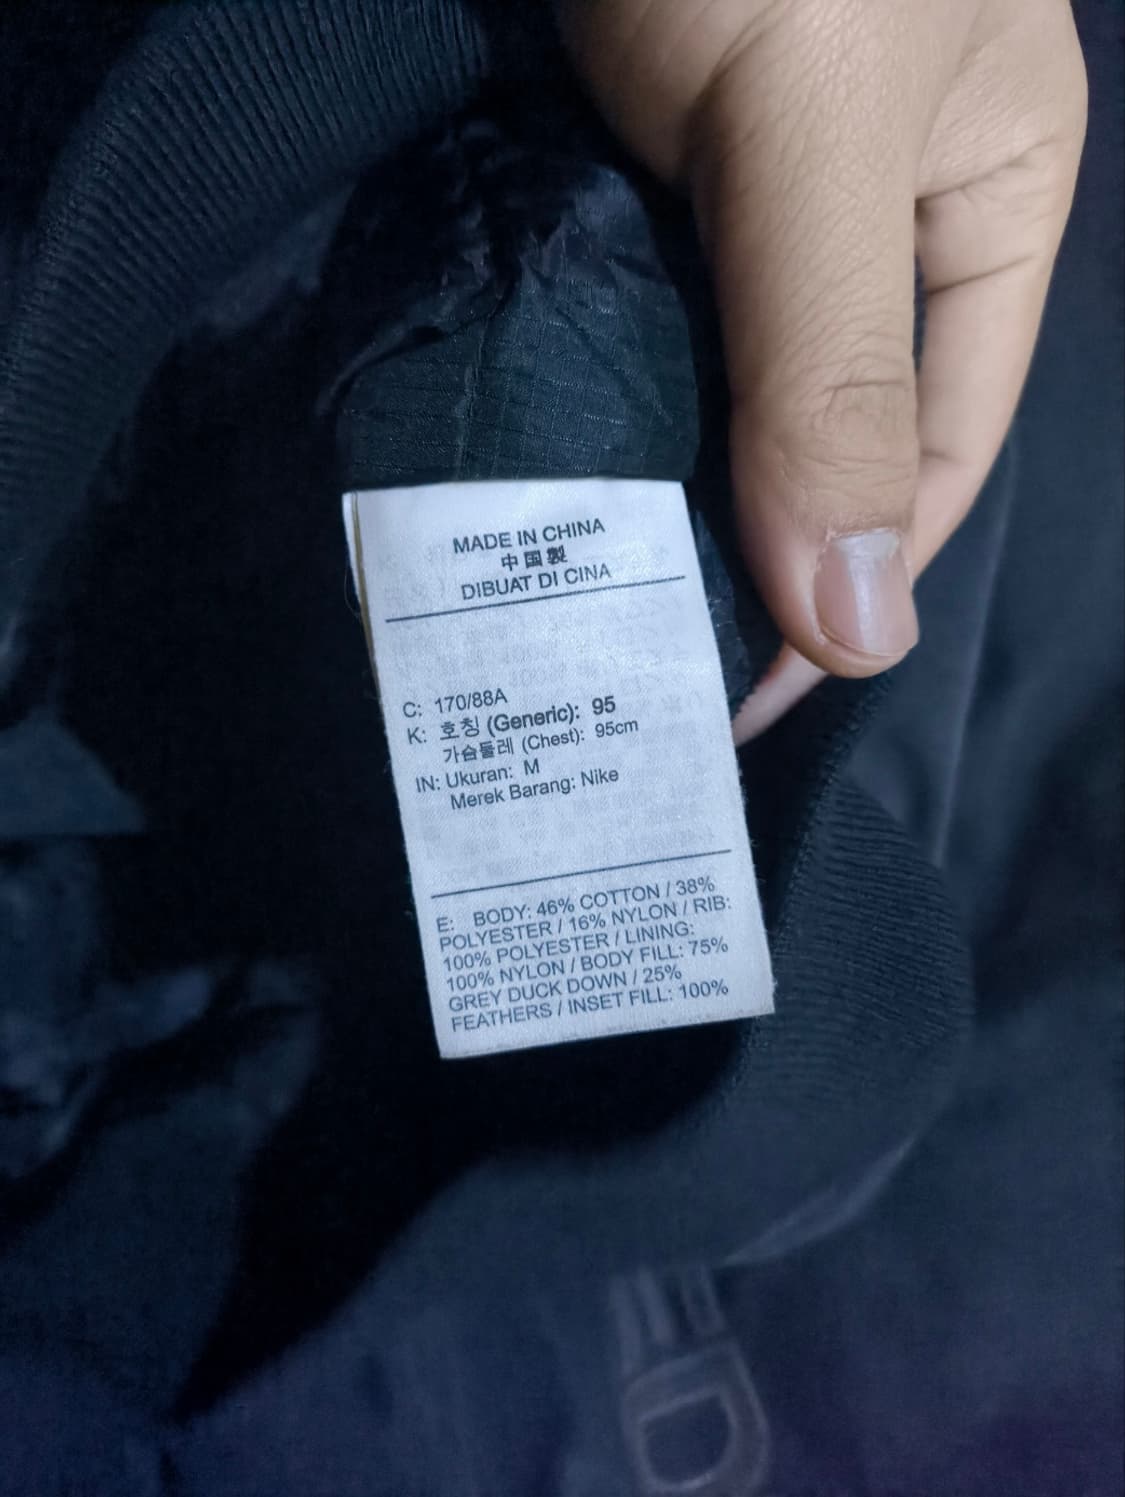 MADE IN CHINA
中国製
DIBUAT DI CINA
C: 170/88A
K: 호칭 (Generic): 95
가슴둘레 (Chest): 95cm
IN: Ukuran: M
Merek Barang: Nike
E: BODY: 46% COTTON / 38%
POLYESTER / 16% NYLON / RIB:
100% POLYESTER / LINING:
100% NYLON / BODY FILL: 75%
GREY DUCK DOWN / 25%
FEATHERS / INSET FILL: 100%